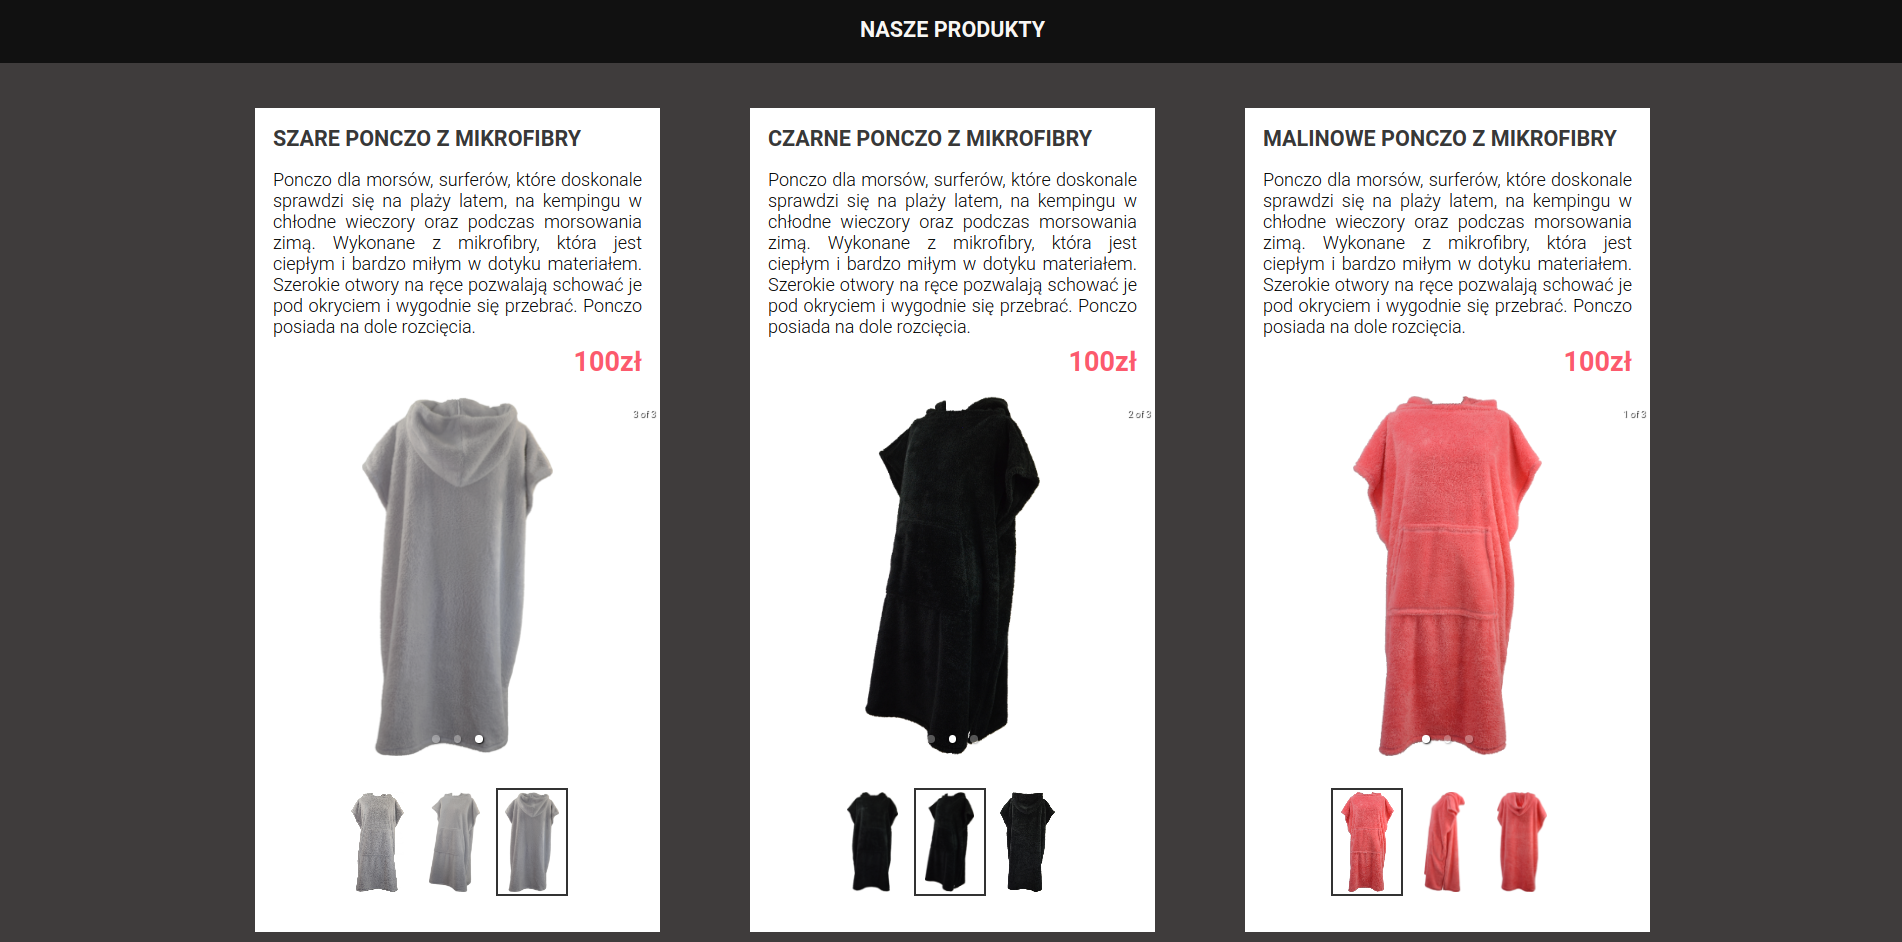 NASZE PRODUKTY
SZARE PONCZO Z MIKROFIBRY
Ponczo dla morsów, surferów, które doskonale
sprawdzi się na plaży latem, na kempingu w
chłodne wieczory oraz podczas morsowania
zimą. Wykonane z mikrofibry, która jest
ciepłym i bardzo miłym w dotyku materiałem.
Szerokie otwory na ręce pozwalają schować je
pod okryciem i wygodnie się przebrać. Ponczo
posiada na dole rozcięcia.
100zł
3 of 3
CZARNE PONCZO Z MIKROFIBRY
Ponczo dla morsów, surferów, które doskonale
sprawdzi się na plaży latem, na kempingu w
chłodne wieczory oraz podczas morsowania
zimą. Wykonane z mikrofibry, która jest
ciepłym i bardzo miłym w dotyku materiałem.
Szerokie otwory na ręce pozwalają schować je
pod okryciem i wygodnie się przebrać. Ponczo
posiada na dole rozcięcia.
100zł
2 of 3
MALINOWE PONCZO Z MIKROFIBRY
Ponczo dla morsów, surferów, które doskonale
sprawdzi się na plaży latem, na kempingu w
chłodne wieczory oraz podczas morsowania
zimą. Wykonane z mikrofibry, która jest
ciepłym i bardzo miłym w dotyku materiałem.
Szerokie otwory na ręce pozwalają schować je
pod okryciem i wygodnie się przebrać. Ponczo
posiada na dole rozcięcia.
100zł
1 of 3